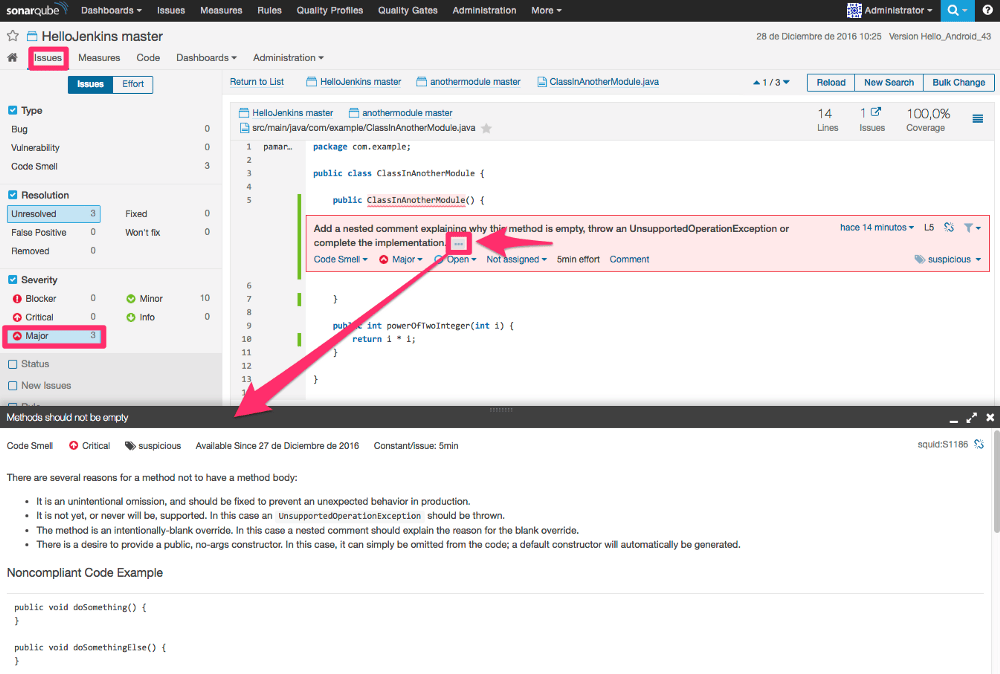 sonarqube Dashboards Issues Measures Rules Quality Profiles Quality Gates Administration More Administrator
HelloJenkins master 28 de Diciembre de 2016 10:25 Version Hello_Android_43
Issues Measures Code Dashboards Administration
Issues Effort
Return to List HelloJenkins master anothermodule master ClassInAnotherModule.java 1 / 3 Reload New Search Bulk Change
Type
Bug 0
Vulnerability 0
Code Smell 3
Resolution
Unresolved 3 Fixed 0
False Positive 0 Won't fix 0
Removed 0
Severity
Blocker 0 Minor 10
Critical 0 Info 0
Major 3
Status
New Issues
HelloJenkins master anothermodule master
src/main/java/com/example/ClassInAnotherModule.java
14 Lines
1 Issues
100,0% Coverage
1 pamar... package com.example;
2
3 public class ClassInAnotherModule {
4
5 public ClassInAnotherModule() {
Add a nested comment explaining why this method is empty, throw an UnsupportedOperationException or
complete the implementation. ...
hace 14 minutos L5
Code Smell Major Open Not assigned 5min effort Comment suspicious
6
7 }
8
9 public int powerOfTwoInteger(int i) {
10 return i * i;
11 }
12
13 }
Methods should not be empty
Code Smell Critical suspicious Available Since 27 de Diciembre de 2016 Constant/issue: 5min squid:S1186
There are several reasons for a method not to have a method body:
• It is an unintentional omission, and should be fixed to prevent an unexpected behavior in production.
• It is not yet, or never will be, supported. In this case an UnsupportedOperationException should be thrown.
• The method is an intentionally-blank override. In this case a nested comment should explain the reason for the blank override.
• There is a desire to provide a public, no-args constructor. In this case, it can simply be omitted from the code; a default constructor will automatically be generated.
Noncompliant Code Example
public void doSomething() {
}
public void doSomethingElse() {
}